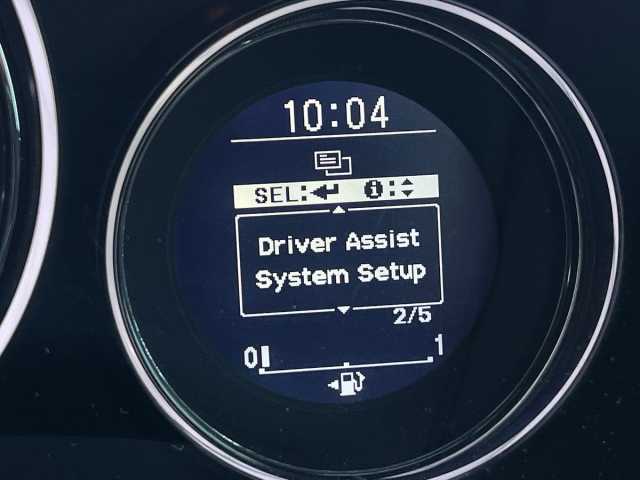 10:04
SEL:↵ i:
Driver Assist
System Setup
2/5
0 1